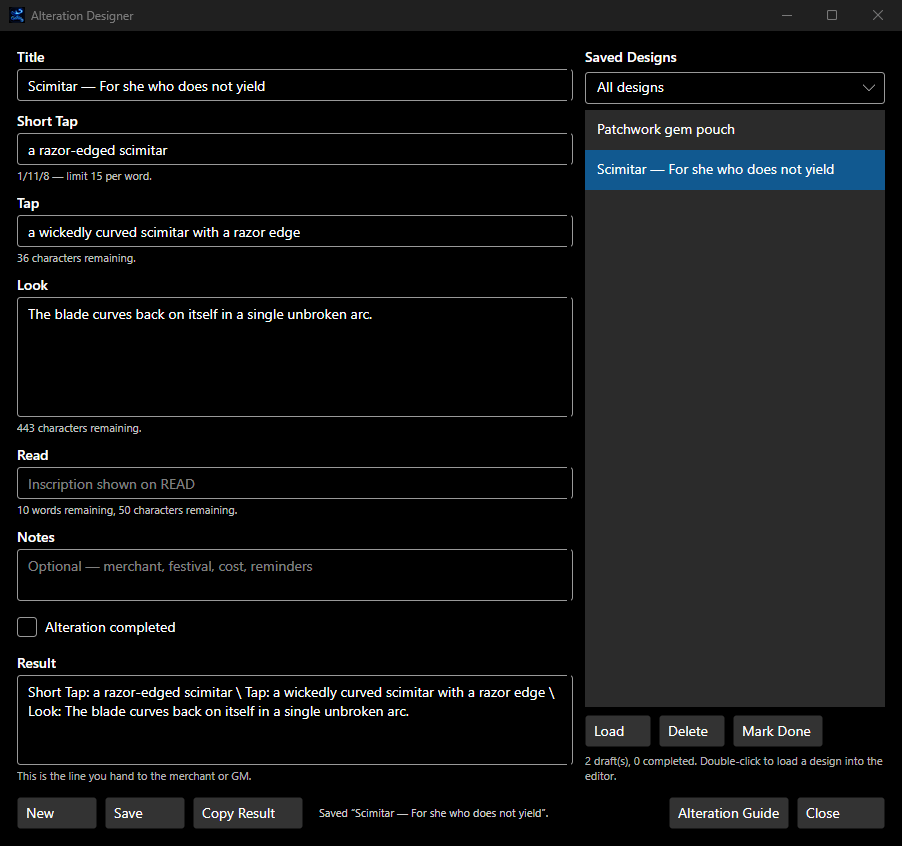 Alteration Designer
Title
Scimitar — For she who does not yield
Short Tap
a razor-edged scimitar
1/11/8 — limit 15 per word.
Tap
a wickedly curved scimitar with a razor edge
36 characters remaining.
Look
The blade curves back on itself in a single unbroken arc.
443 characters remaining.
Read
Inscription shown on READ
10 words remaining, 50 characters remaining.
Notes
Optional — merchant, festival, cost, reminders
Alteration completed
Result
Short Tap: a razor-edged scimitar \ Tap: a wickedly curved scimitar with a razor edge \
Look: The blade curves back on itself in a single unbroken arc.
This is the line you hand to the merchant or GM.
New
Save
Copy Result
Saved “Scimitar — For she who does not yield”.
Saved Designs
All designs
Patchwork gem pouch
Scimitar — For she who does not yield
Load
Delete
Mark Done
2 draft(s), 0 completed. Double-click to load a design into the
editor.
Alteration Guide
Close